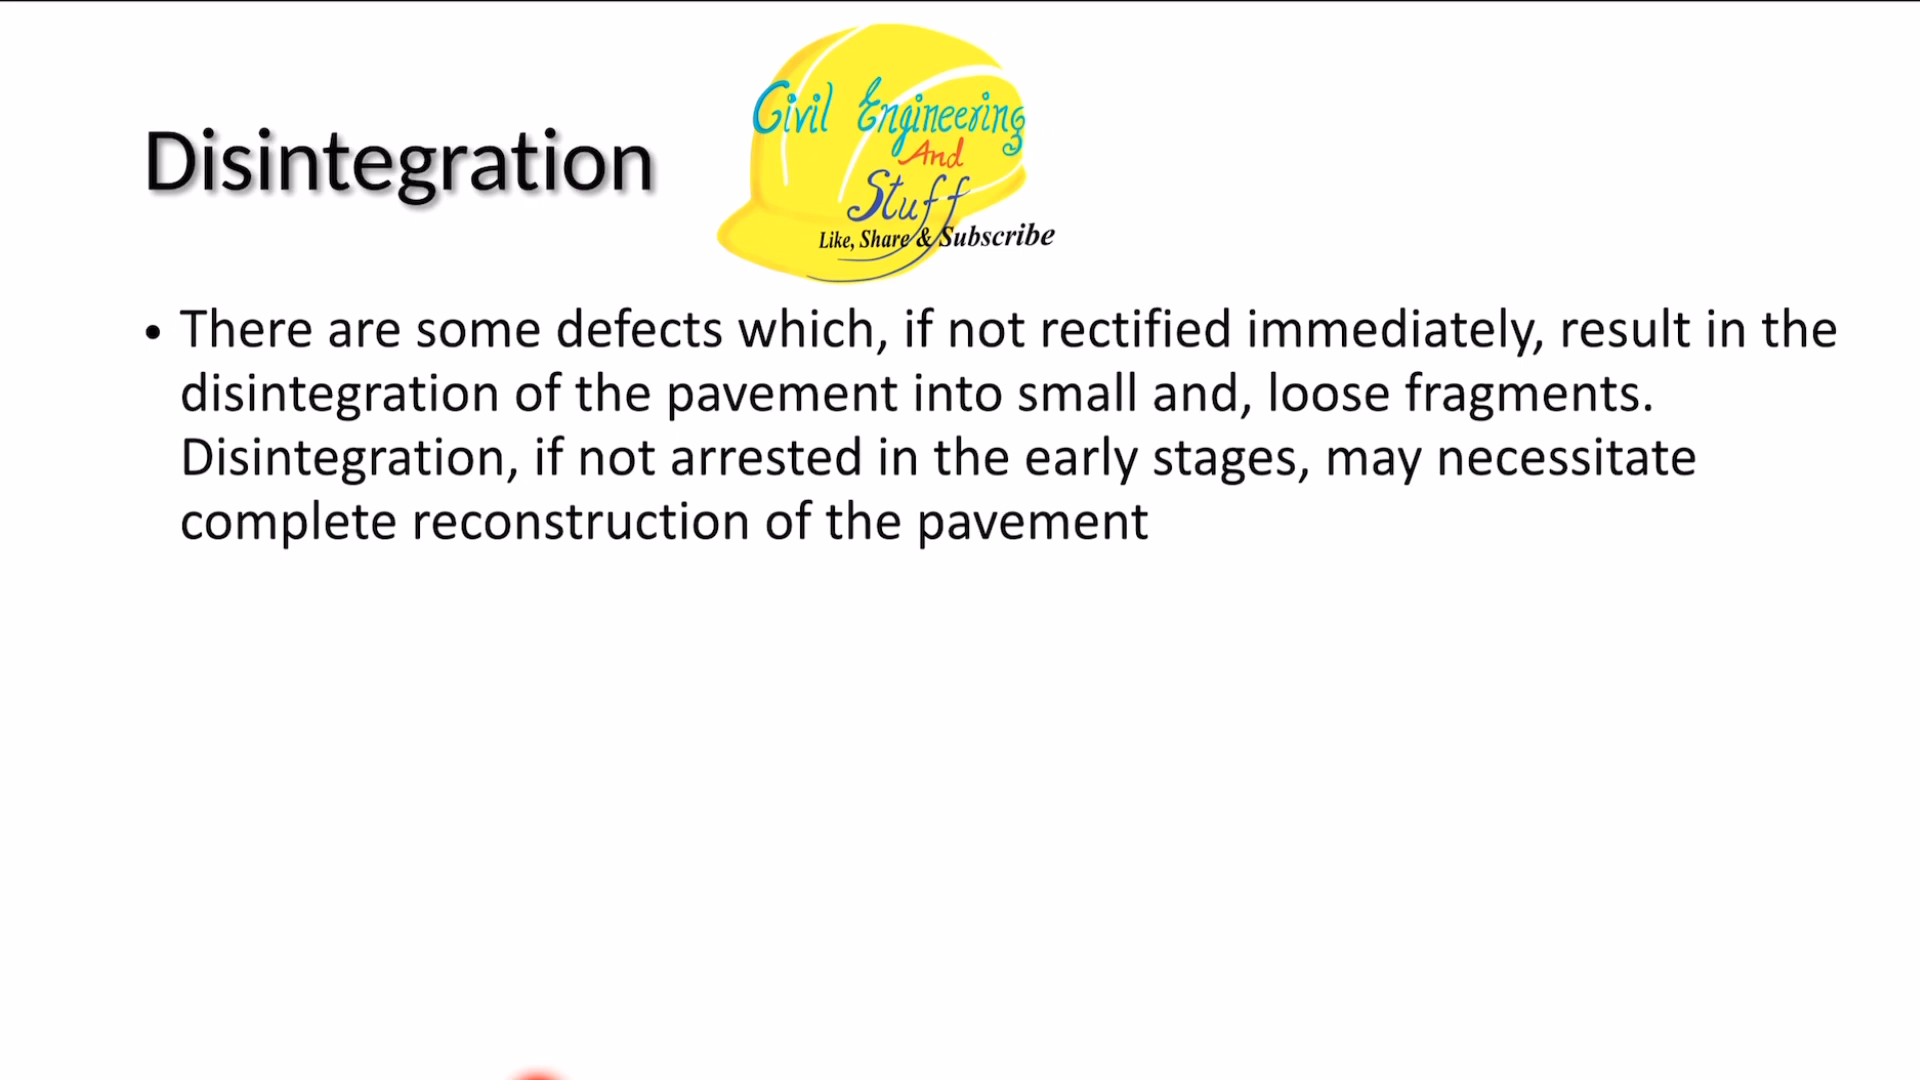 Disintegration
Civil Engineering
And
Stuff
Like, Share & Subscribe
• There are some defects which, if not rectified immediately, result in the
disintegration of the pavement into small and, loose fragments.
Disintegration, if not arrested in the early stages, may necessitate
complete reconstruction of the pavement